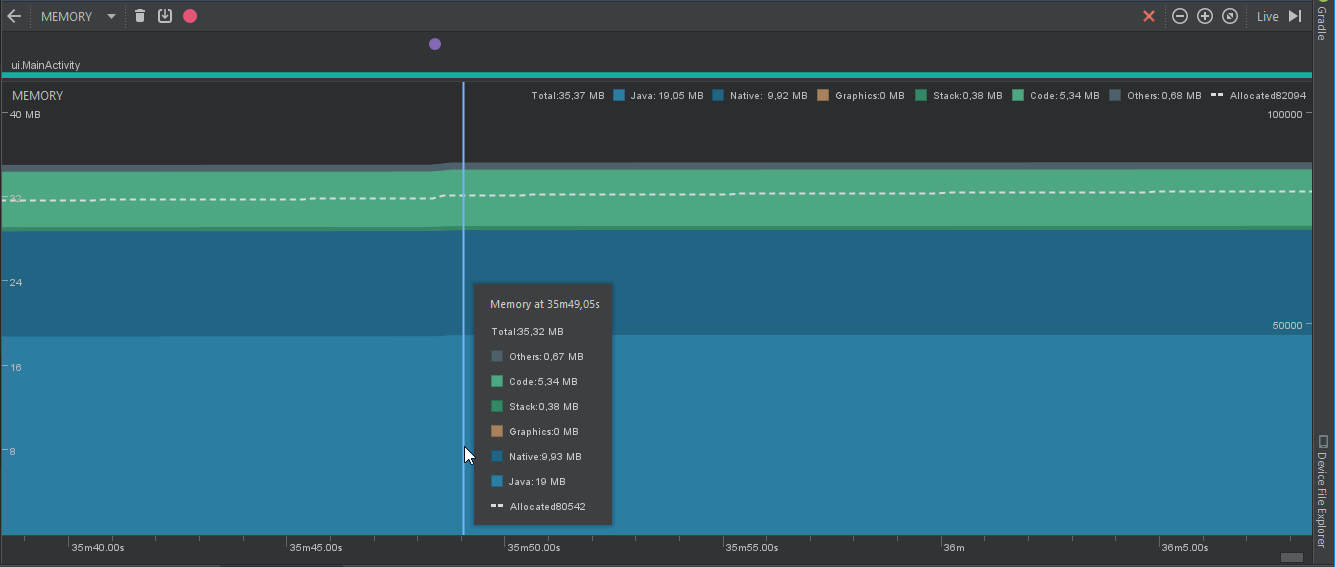 MEMORY
Live
Gradle
ui.MainActivity
MEMORY
Total:35,37 MB Java: 19,05 MB Native: 9,92 MB Graphics:0 MB Stack:0,38 MB Code: 5,34 MB Others: 0,68 MB Allocated82094
40 MB
100000
32
24
Memory at 35m49,05s
Total:35,32 MB
50000
Others:0,67 MB
16
Code:5,34 MB
Stack:0,38 MB
Graphics:0 MB
8
Native:9,93 MB
Java: 19 MB
Allocated80542
Device File Explorer
35m40.00s 35m45.00s 35m50.00s 35m55.00s 36m 36m5.00s